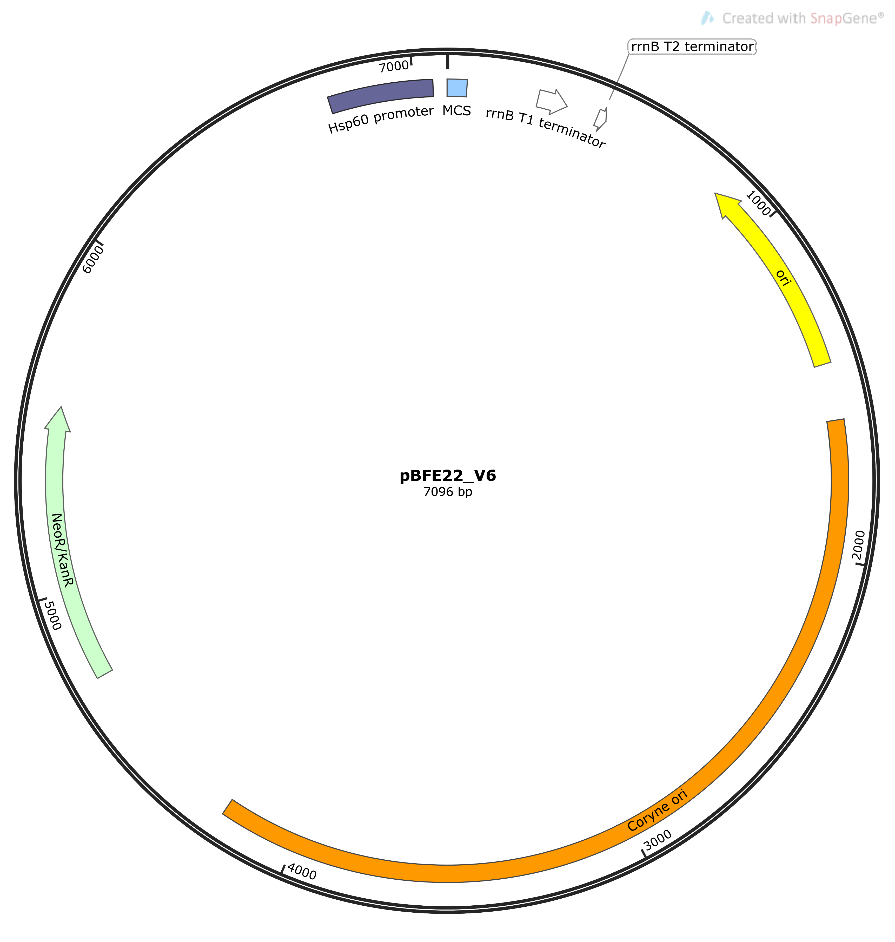 Created with SnapGene®
rrnB T2 terminator
7000
Hsp60 promoter
MCS
rrnB T1 terminator
1000
ori
6000
pBFE22_V6
7096 bp
2000
NeoR/KanR
5000
Coryne ori
3000
4000